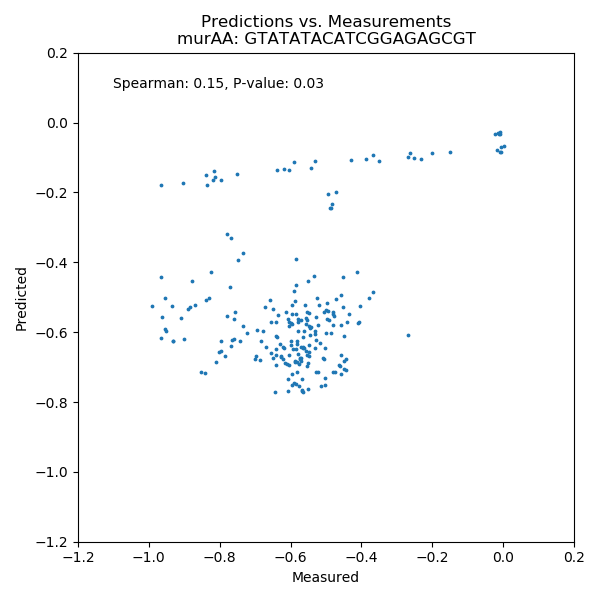 Predictions vs. Measurements
murAA: GTATATACATCGGAGAGCGT
Spearman: 0.15, P-value: 0.03
0.2
0.0
−0.2
−0.4
−0.6
−0.8
−1.0
−1.2
Predicted
−1.2 −1.0 −0.8 −0.6 −0.4 −0.2 0.0 0.2
Measured